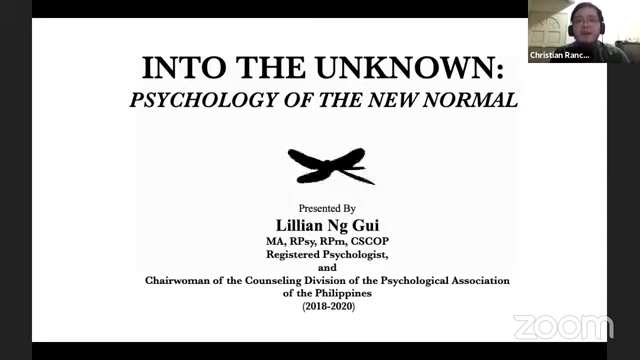 INTO THE UNKNOWN:
PSYCHOLOGY OF THE NEW NORMAL
Christian Ranc...
Presented By
Lillian Ng Gui
MA, RPsy, RPm, CSCOP
Registered Psychologist,
and
Chairwoman of the Counseling Division of the Psychological Association
of the Philippines
(2018-2020)
zoom